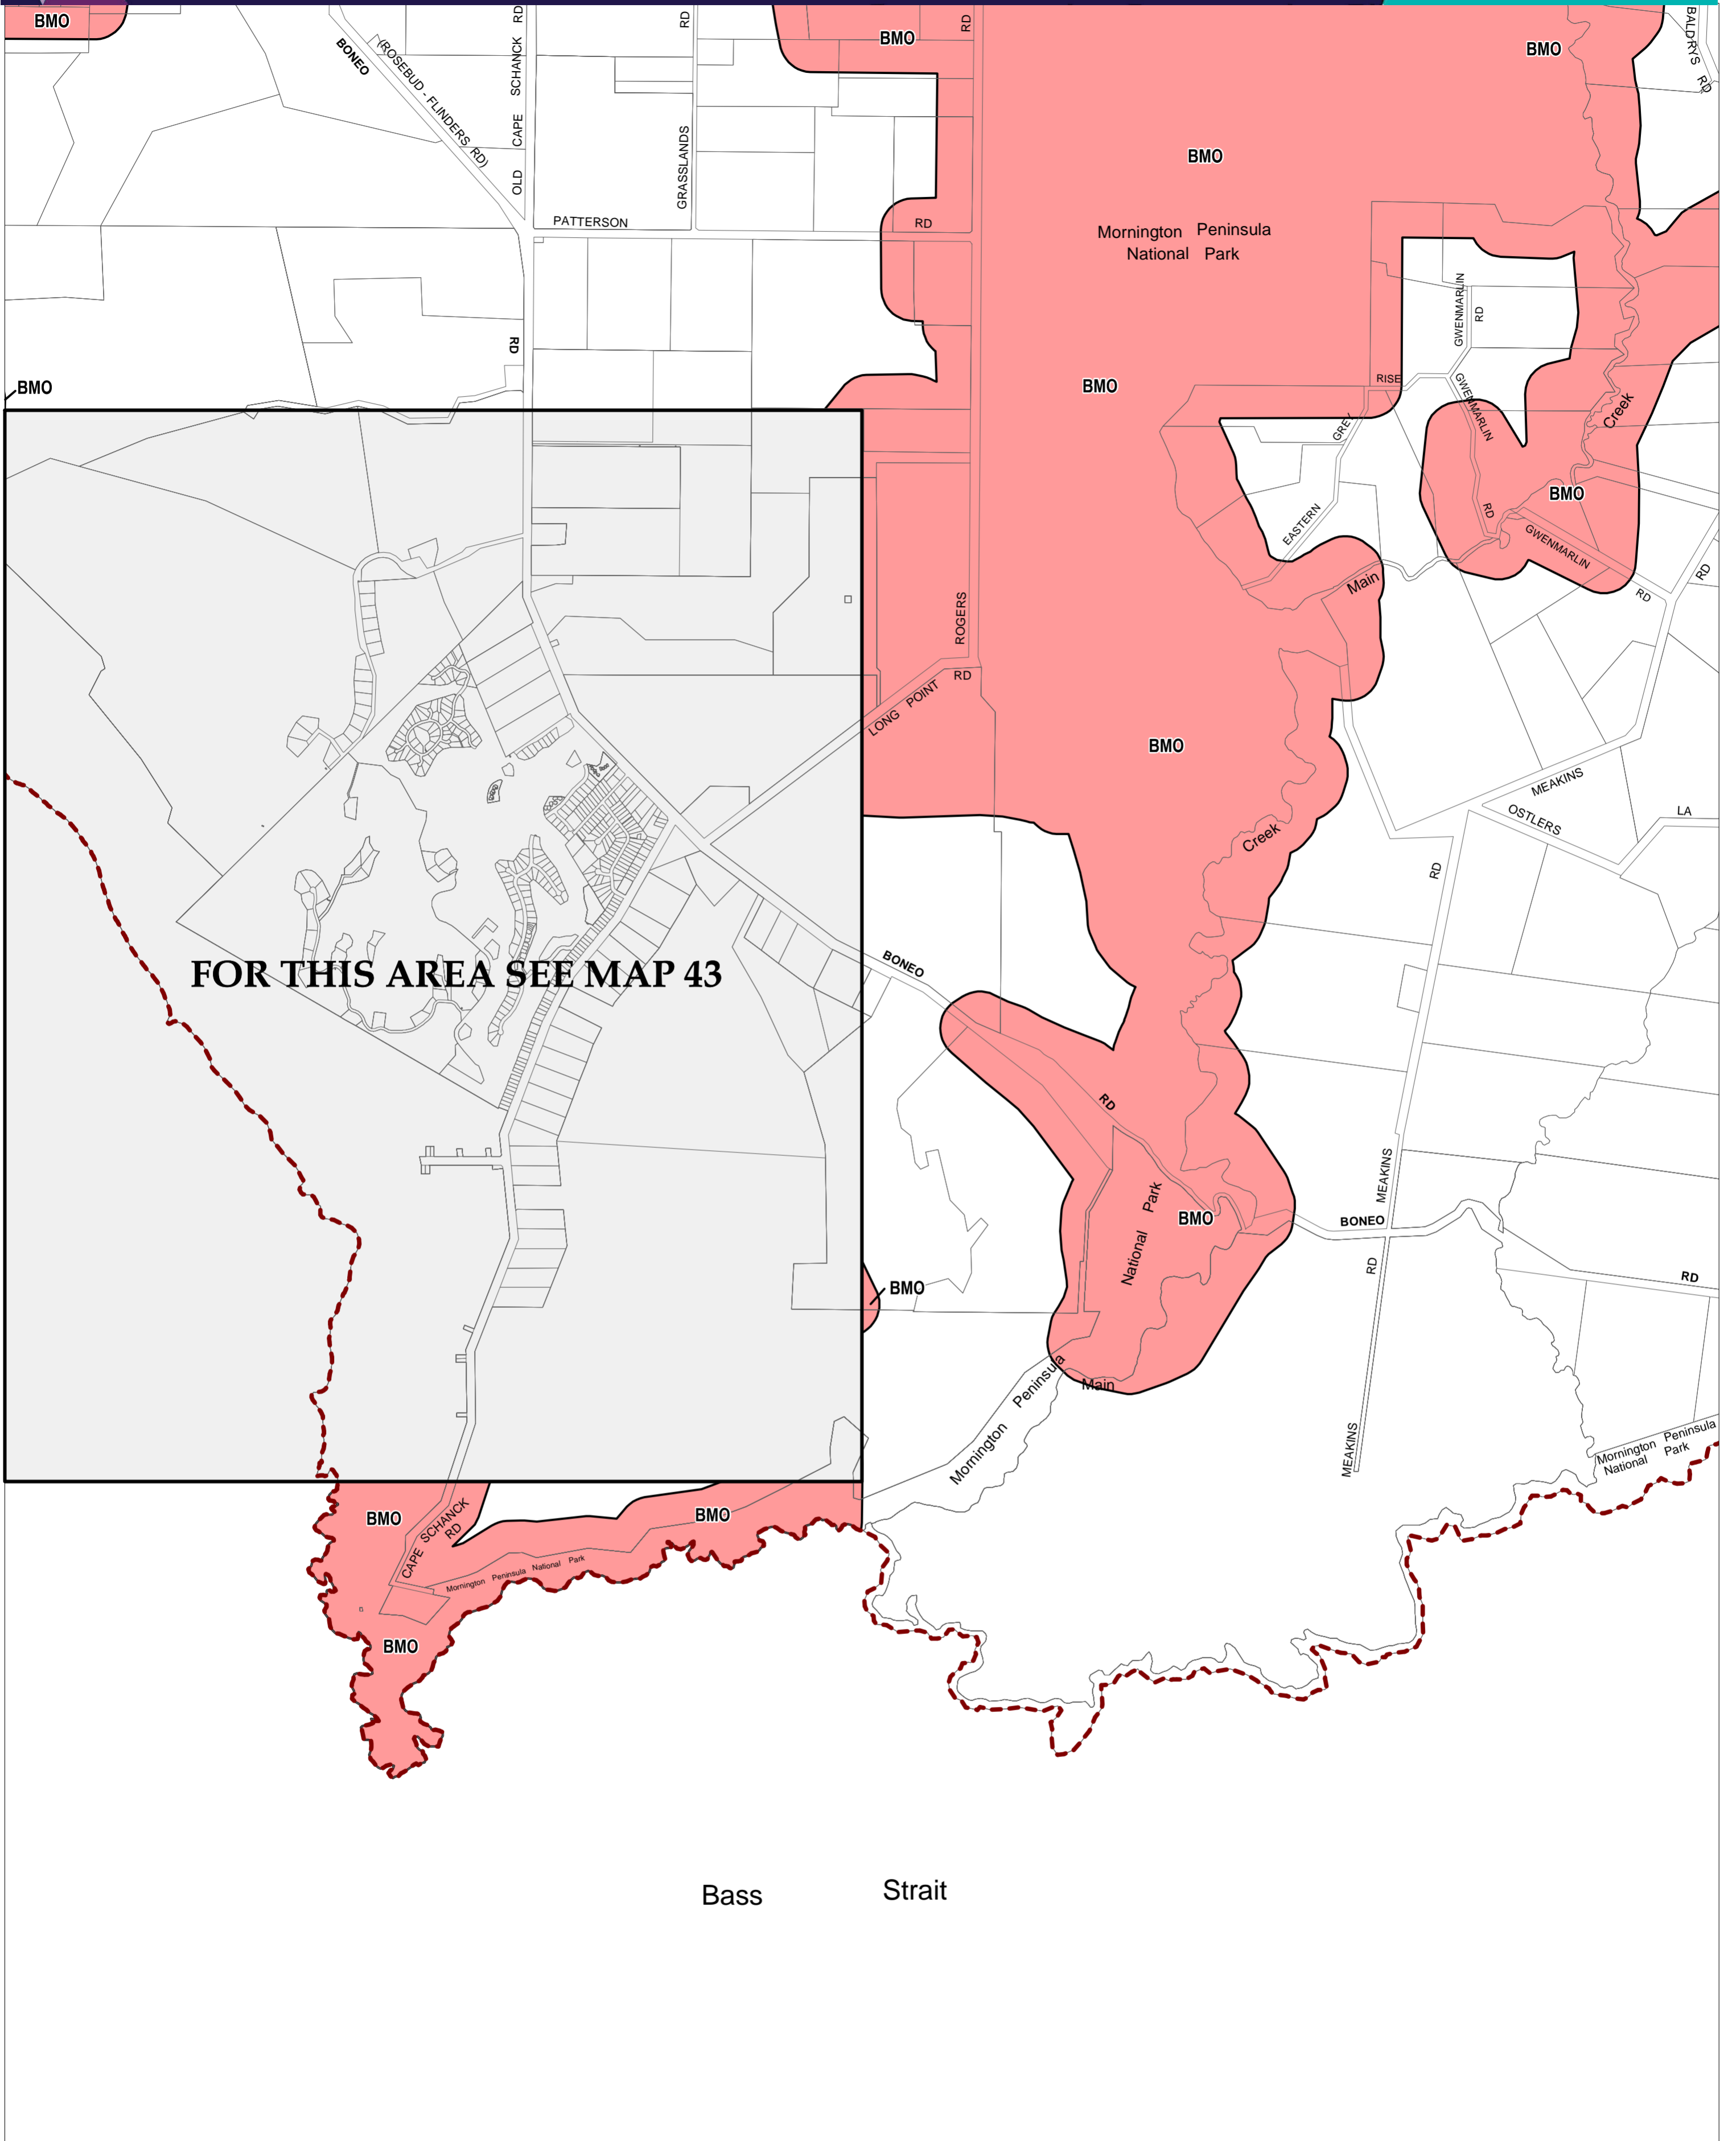 BMO
BONEO
(ROSEBUD - FLINDERS RD)
OLD CAPE SCHANCK RD
GRASSLANDS RD
BMO
RD
BMO
BALDRYS RD
BMO
PATTERSON
RD
Mornington Peninsula
National Park
GWENMARLIN
RD
RD
BMO
BMO
RISE
GWENMARLIN
GREY
Creek
BMO
RD
EASTERN
GWENMARLIN
RD
RD
Main
ROGERS
RD
LONG POINT
BMO
MEAKINS
OSTLERS
LA
Creek
RD
FOR THIS AREA SEE MAP 43
BONEO
RD
MEAKINS
National Park
BMO
BONEO
RD
RD
BMO
Mornington Peninsula
Main
MEAKINS
Mornington Peninsula
National Park
BMO
CAPE SCHANCK
RD
BMO
Mornington Peninsula National Park
BMO
Bass Strait